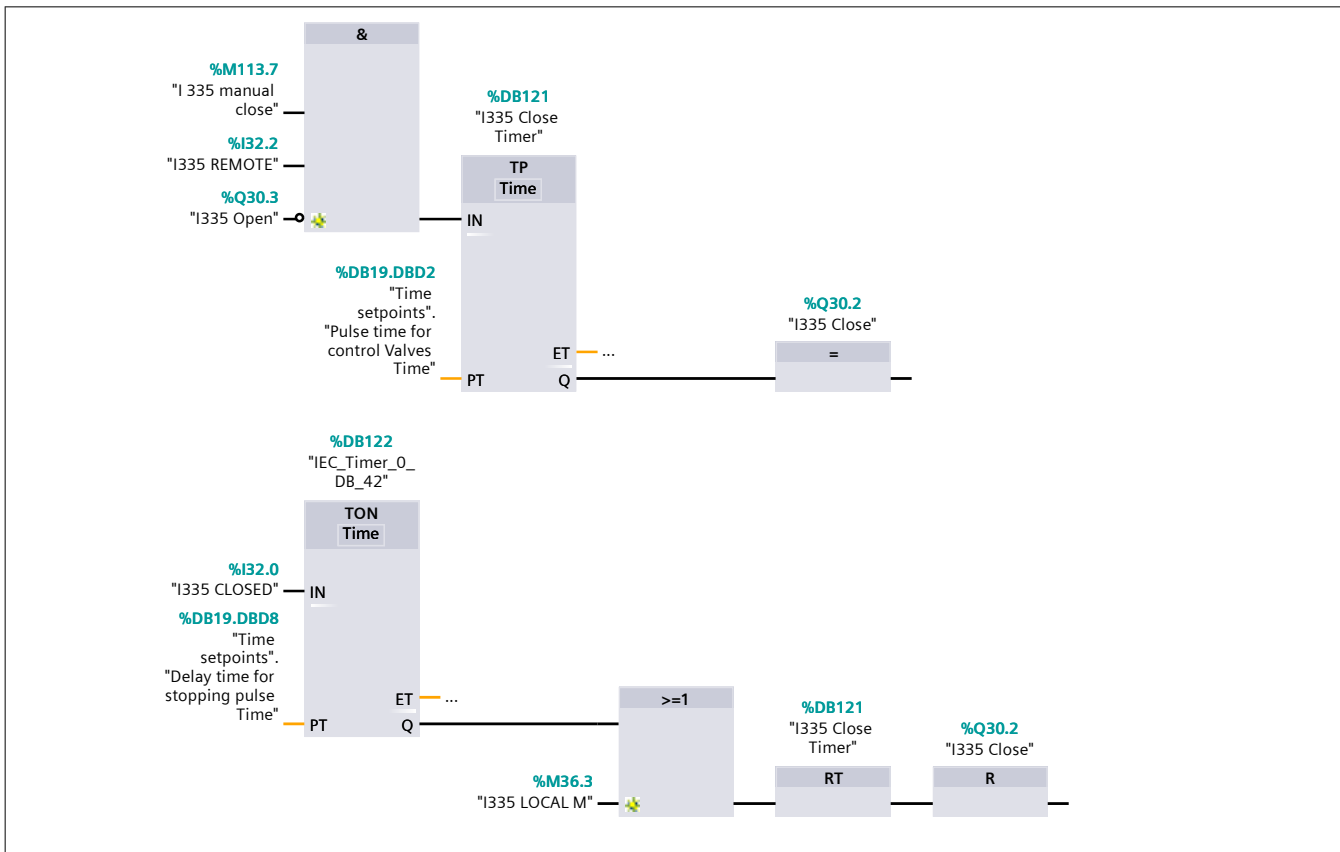 &
%M113.7
"I 335 manual
close"
%I32.2
"I335 REMOTE"
%Q30.3
"I335 Open"
%DB121
"I335 Close
Timer"
TP
Time
IN
%DB19.DBD2
"Time
setpoints".
"Pulse time for
control Valves
Time"
PT
ET
...
Q
%Q30.2
"I335 Close"
=
%DB122
"IEC_Timer_0_
DB_42"
TON
Time
%I32.0
"I335 CLOSED"
IN
%DB19.DBD8
"Time
setpoints".
"Delay time for
stopping pulse
Time"
PT
ET
...
Q
>=1
%M36.3
"I335 LOCAL M"
%DB121
"I335 Close
Timer"
RT
%Q30.2
"I335 Close"
R